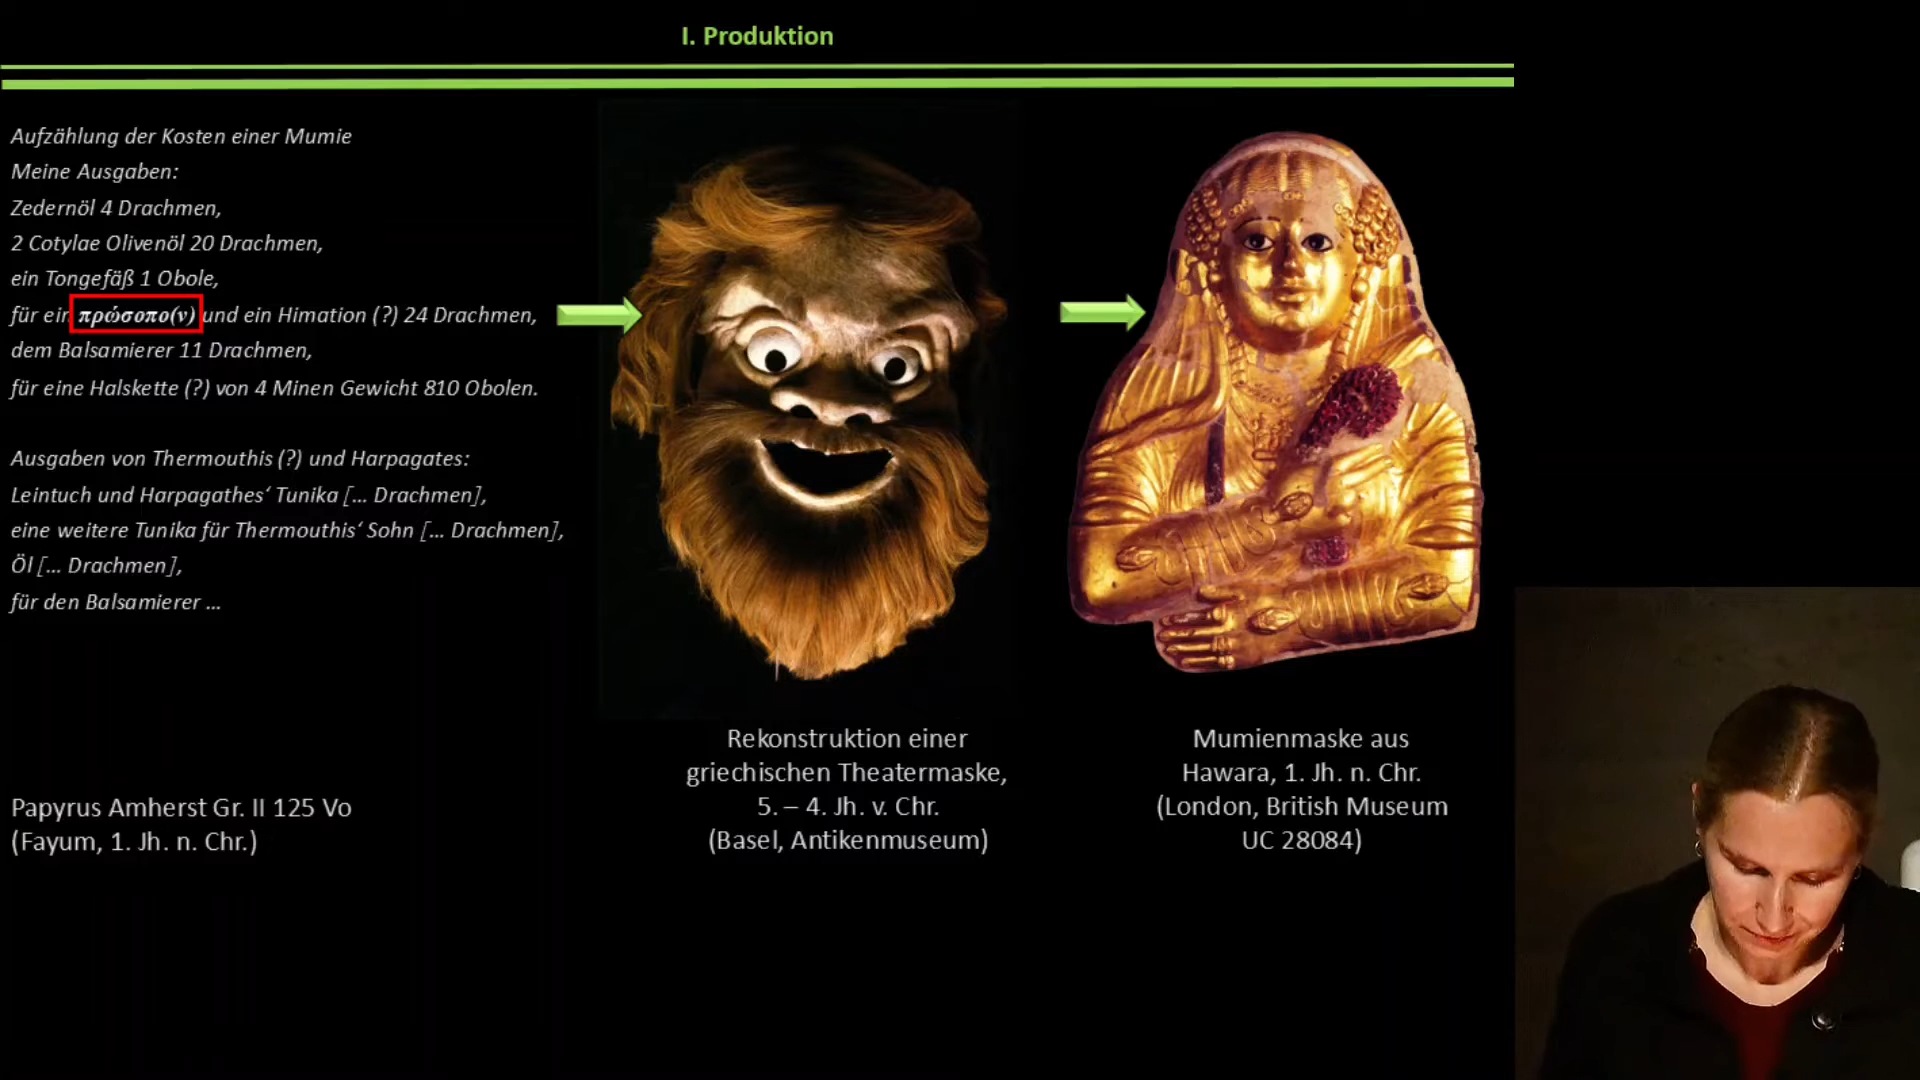 I. Produktion
Aufzählung der Kosten einer Mumie
Meine Ausgaben:
Zedernöl 4 Drachmen,
2 Cotylae Olivenöl 20 Drachmen,
ein Tongefäß 1 Obole,
für ein πρώσοπο(ν) und ein Himation (?) 24 Drachmen,
dem Balsamierer 11 Drachmen,
für eine Halskette (?) von 4 Minen Gewicht 810 Obolen.
Ausgaben von Thermouthis (?) und Harpagates:
Leintuch und Harpagathes‘ Tunika [… Drachmen],
eine weitere Tunika für Thermouthis‘ Sohn [… Drachmen],
Öl [… Drachmen],
für den Balsamierer …
Papyrus Amherst Gr. II 125 Vo
(Fayum, 1. Jh. n. Chr.)
Rekonstruktion einer
griechischen Theatermaske,
5. – 4. Jh. v. Chr.
(Basel, Antikenmuseum)
Mumienmaske aus
Hawara, 1. Jh. n. Chr.
(London, British Museum
UC 28084)